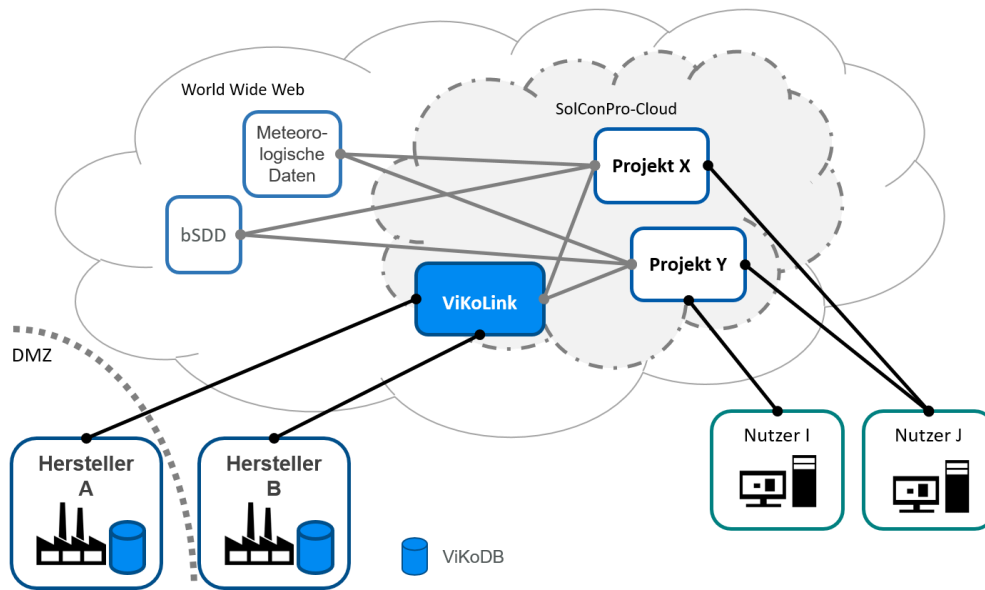 World Wide Web
SolConPro-Cloud
Meteoro-
logische
Daten
Projekt X
bSDD
Projekt Y
ViKoLink
DMZ
Hersteller
A
Hersteller
B
Nutzer I
Nutzer J
ViKoDB